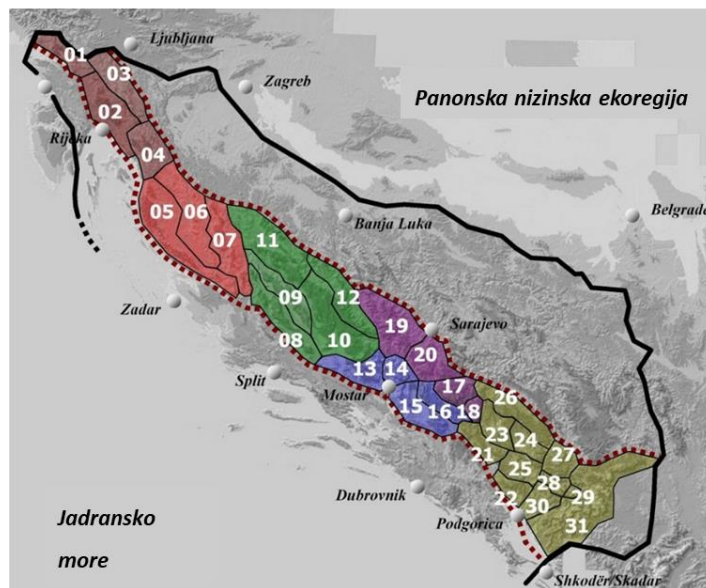 Ljubljana
01
03
Zagreb
Panonska nizinska ekoregija
02
Rijeka
04
05
06
07
11
Banja Luka
Belgrade
Zadar
09
12
19
Sarajevo
08
10
20
Split
13
14
17
Mostar
15
16
18
26
23
24
21
27
25
Dubrovnik
28
22
30
29
Podgorica
31
Jadransko
more
Shkodër/Skadar